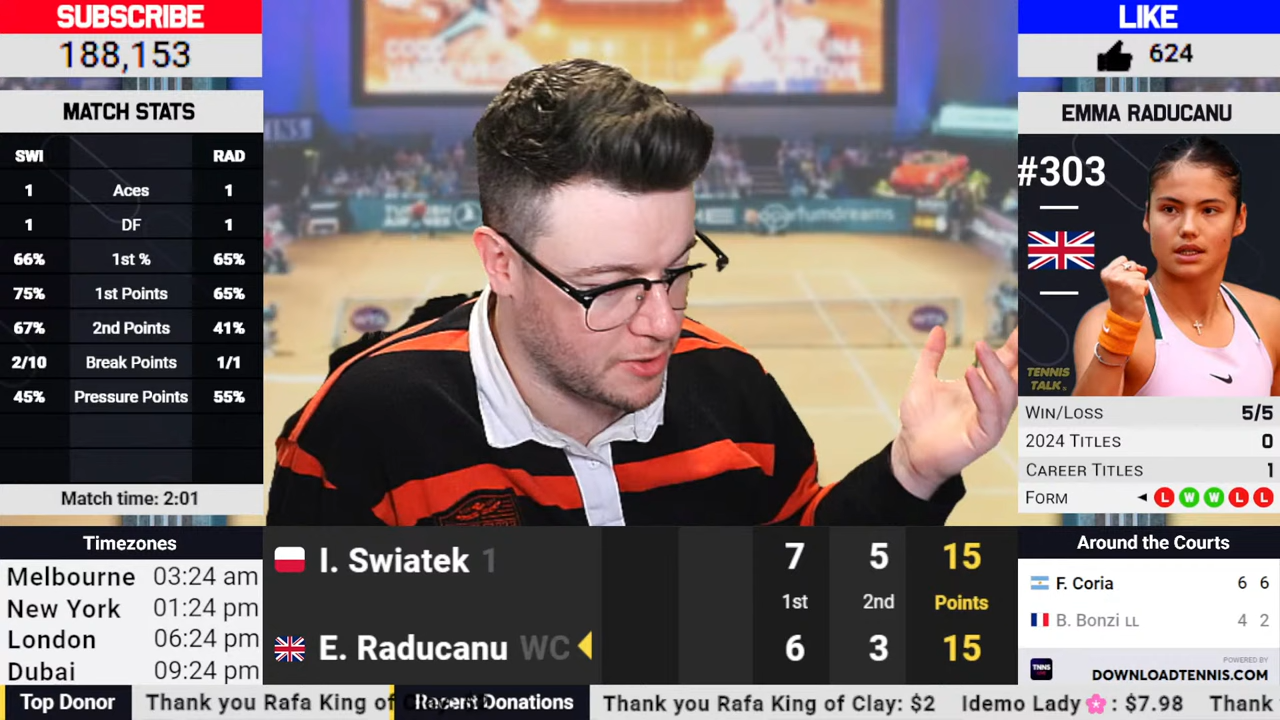 SUBSCRIBE
188,153
MATCH STATS
SWI RAD
1 Aces 1
1 DF 1
66% 1st % 65%
75% 1st Points 65%
67% 2nd Points 41%
2/10 Break Points 1/1
45% Pressure Points 55%
Match time: 2:01
Timezones
Melbourne 03:24 am
New York 01:24 pm
London 06:24 pm
Dubai 09:24 pm
I. Swiatek 1 7 5 15
1st 2nd Points
E. Raducanu WC 6 3 15
LIKE
624
EMMA RADUCANU
#303
TENNIS
TALK.
WIN/LOSS 5/5
2024 TITLES 0
CAREER TITLES 1
FORM L W W L L
Around the Courts
F. Coria 6 6
B. Bonzi LL 4 2
POWERED BY
DOWNLOADTENNIS.COM
Top Donor Thank you Rafa King of Recent Donations Thank you Rafa King of Clay: $2 Idemo Lady🌸: $7.98 Thank